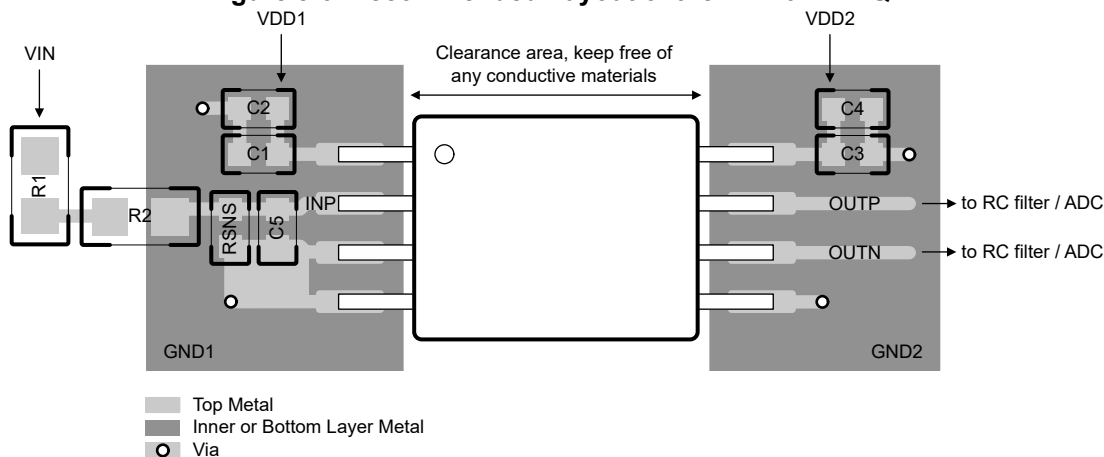 VDD1
VDD2
VIN
Clearance area, keep free of
any conductive materials
C2
C4
C1
C3
R1
R2
RSNS
C5
INP
OUTP
to RC filter / ADC
OUTN
to RC filter / ADC
GND1
GND2
Top Metal
Inner or Bottom Layer Metal
Via